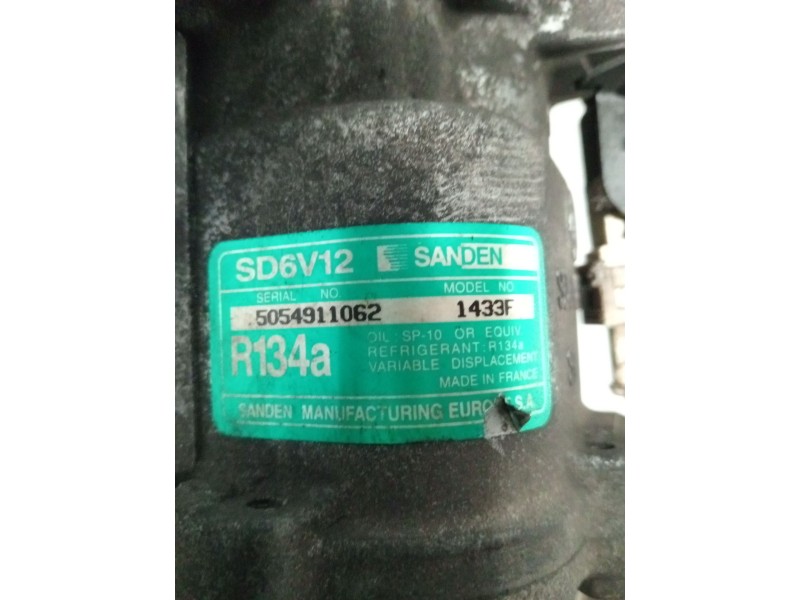 SD6V12 SANDEN
SERIAL NO. MODEL NO
5054911062 1433F
R134a
OIL: SP-10 OR EQUIV.
REFRIGERANT: R134a
VARIABLE DISPLACEMENT
MADE IN FRANCE
SANDEN MANUFACTURING EUROPE S.A.